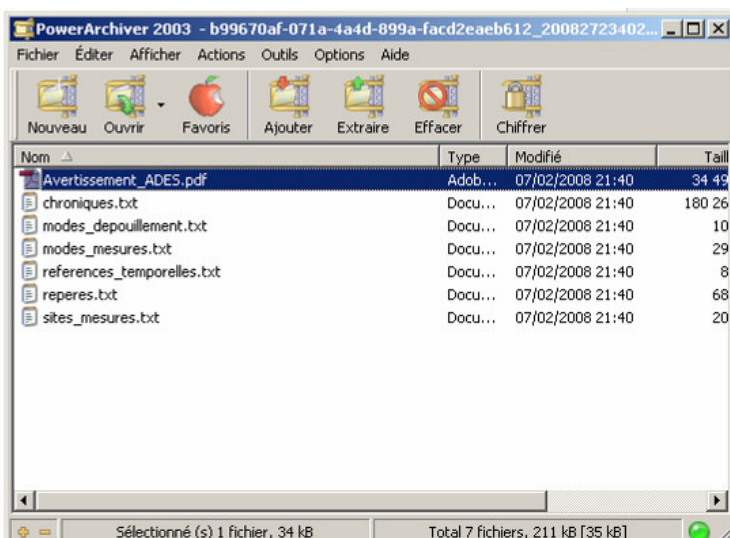 PowerArchiver 2003 - b99670af-071a-4a4d-899a-facd2eaeb612_20082723402...
Fichier Éditer Afficher Actions Outils Options Aide
Nouveau Ouvrir Favoris Ajouter Extraire Effacer Chiffrer
Nom Type Modifié Taill
Avertissement_ADES.pdf Adob... 07/02/2008 21:40 34 49
chroniques.txt Docu... 07/02/2008 21:40 180 26
modes_depouillement.txt Docu... 07/02/2008 21:40 10
modes_mesures.txt Docu... 07/02/2008 21:40 29
references_temporelles.txt Docu... 07/02/2008 21:40 8
reperes.txt Docu... 07/02/2008 21:40 68
sites_mesures.txt Docu... 07/02/2008 21:40 20
Sélectionné (s) 1 fichier, 34 kB Total 7 fichiers, 211 kB [35 kB]